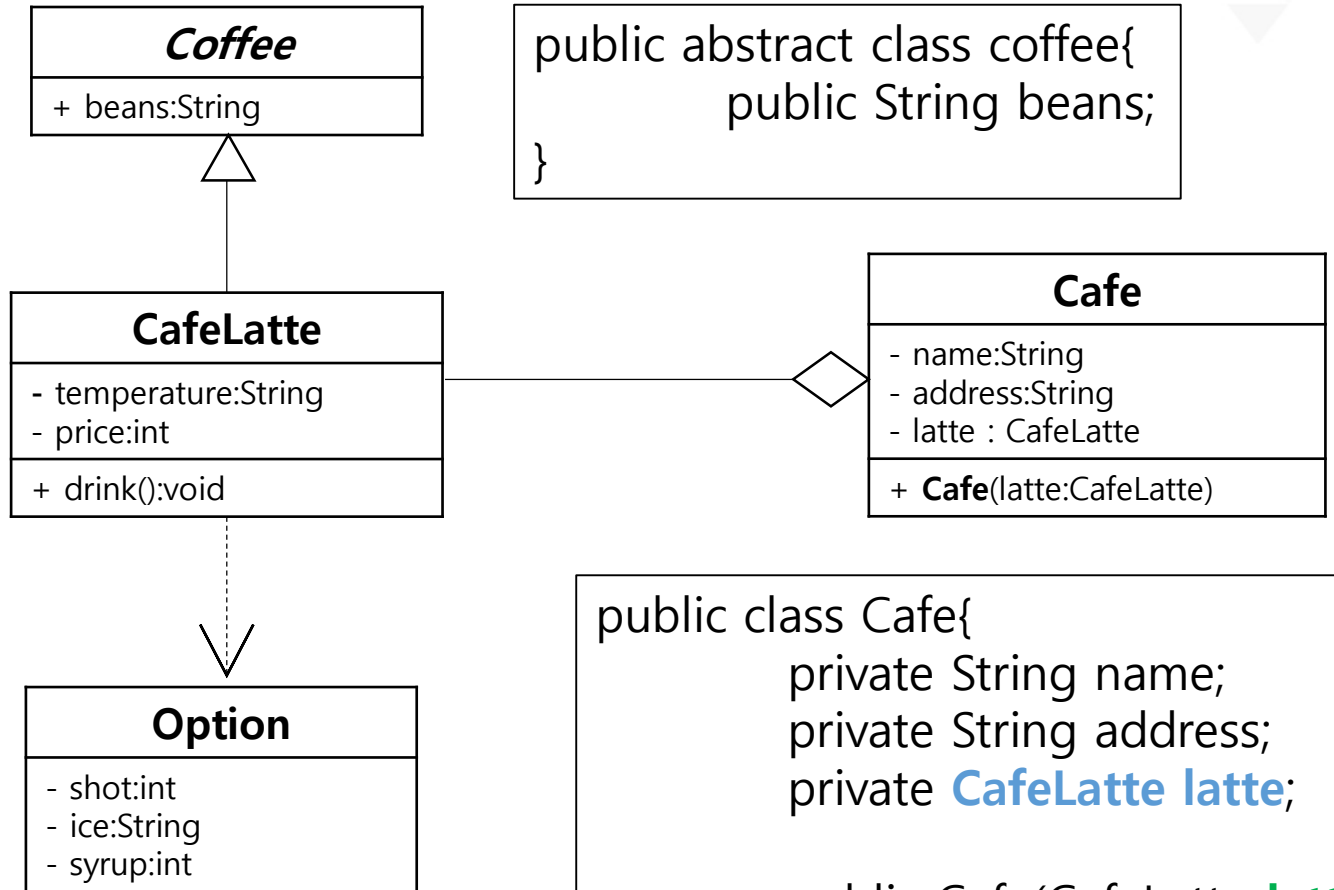 Coffee
+ beans:String
public abstract class coffee{
public String beans;
}
CafeLatte
- temperature:String
- price:int
+ drink():void
Cafe
- name:String
- address:String
- latte : CafeLatte
+ Cafe(latte:CafeLatte)
Option
- shot:int
- ice:String
- syrup:int
public class Cafe{
private String name;
private String address;
private CafeLatte latte;